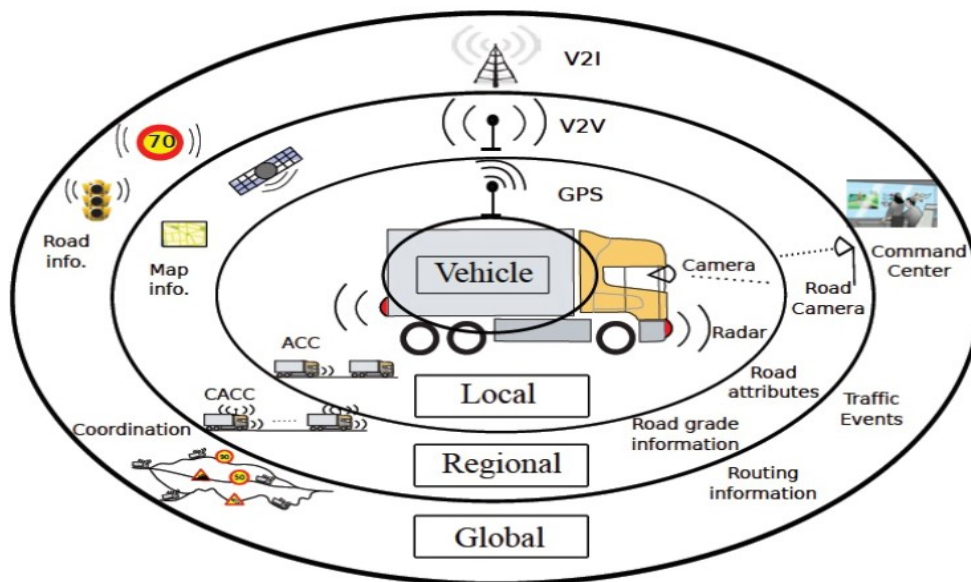 V2I
V2V
70
GPS
Road
info.
Map
info.
Vehicle
Camera
Command
Center
Road
Camera
Radar
ACC
Local
Road
attributes
CACC
Coordination
Road grade
information
Traffic
Events
Regional
Routing
information
50
Global